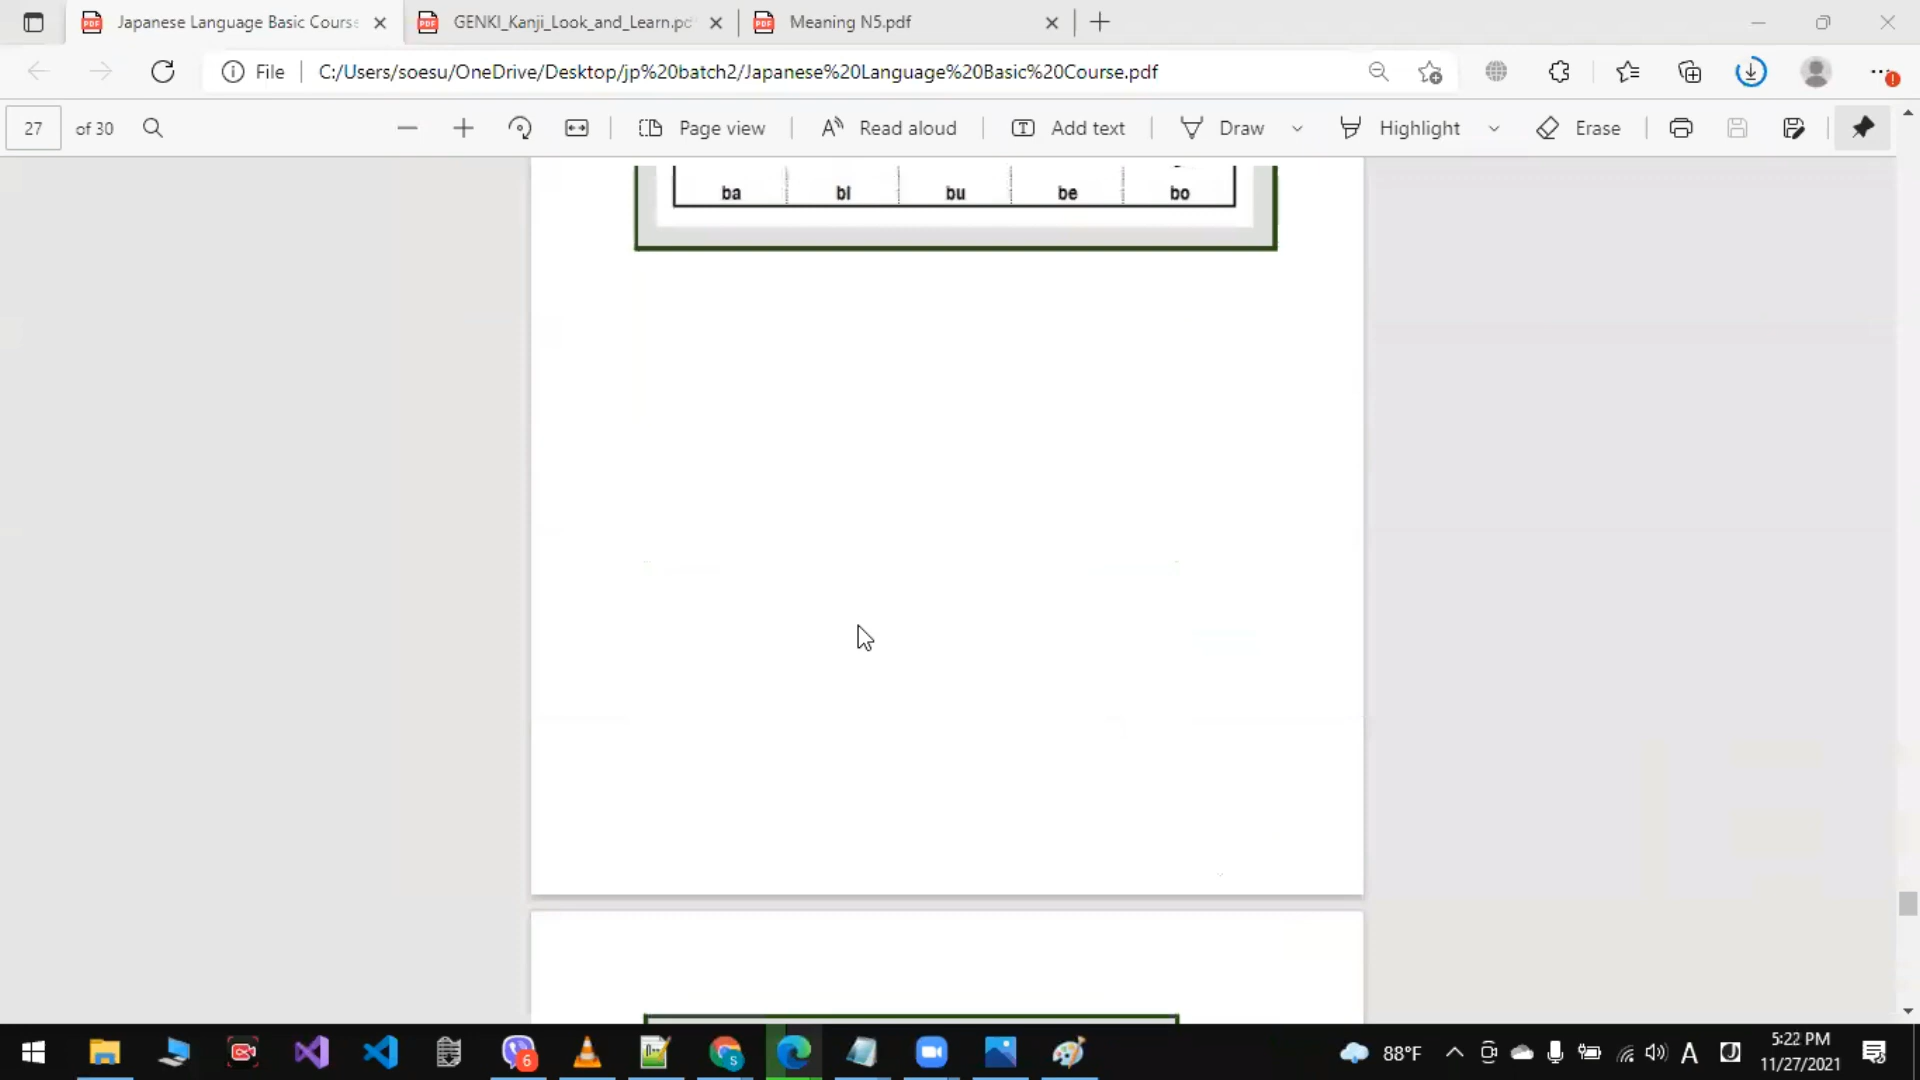 Japanese Language Basic Course
GENKI_Kanji_Look_and_Learn.pd
Meaning N5.pdf
File
C:/Users/soesu/OneDrive/Desktop/jp%20batch2/Japanese%20Language%20Basic%20Course.pdf
27 of 30
Page view
Read aloud
Add text
Draw
Highlight
Erase
ba bi bu be bo
6
88°F
A
5:22 PM
11/27/2021